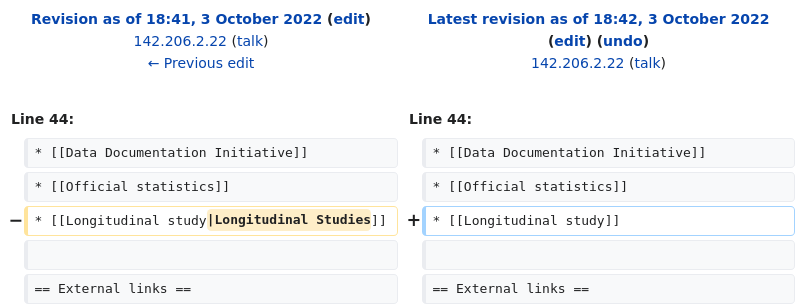 Revision as of 18:41, 3 October 2022 (edit)
142.206.2.22 (talk)
← Previous edit
Latest revision as of 18:42, 3 October 2022
(edit) (undo)
142.206.2.22 (talk)
Line 44:
Line 44:
* [[Data Documentation Initiative]]
* [[Data Documentation Initiative]]
* [[Official statistics]]
* [[Official statistics]]
− * [[Longitudinal study|Longitudinal Studies]]
+ * [[Longitudinal study]]
== External links ==
== External links ==